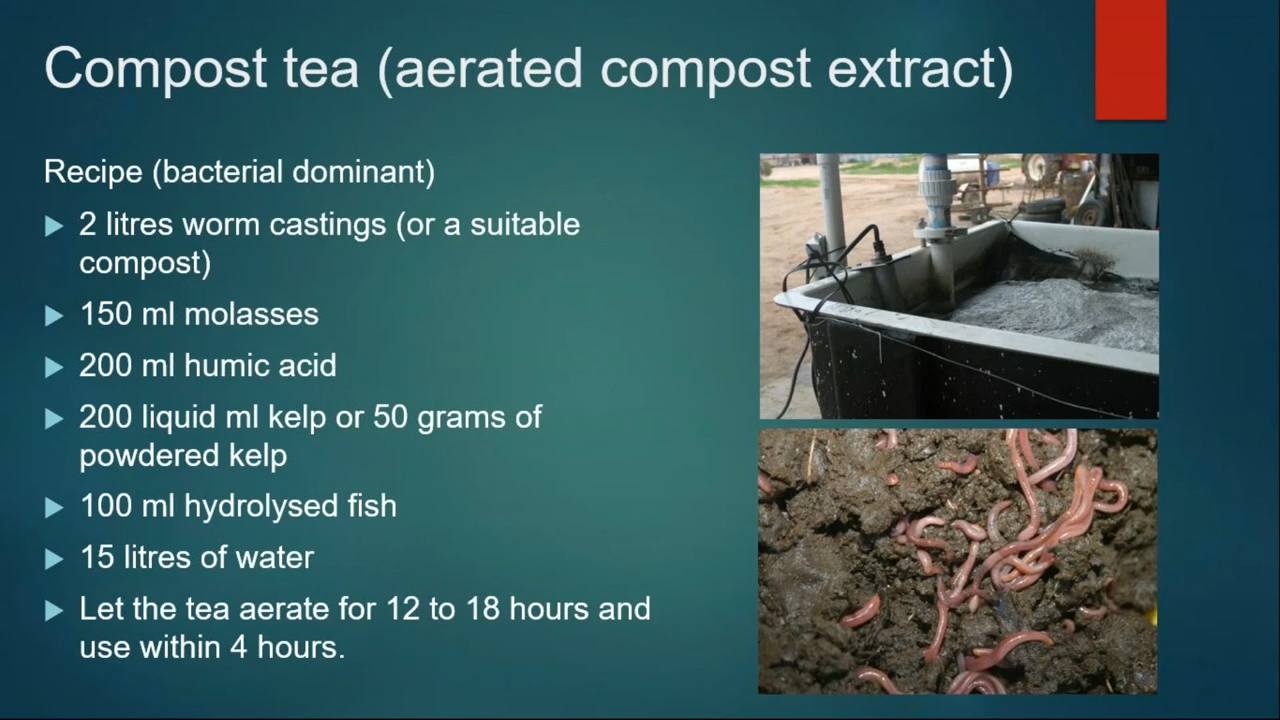 Compost tea (aerated compost extract)
Recipe (bacterial dominant)
2 litres worm castings (or a suitable
compost)
150 ml molasses
200 ml humic acid
200 liquid ml kelp or 50 grams of
powdered kelp
100 ml hydrolysed fish
15 litres of water
Let the tea aerate for 12 to 18 hours and
use within 4 hours.